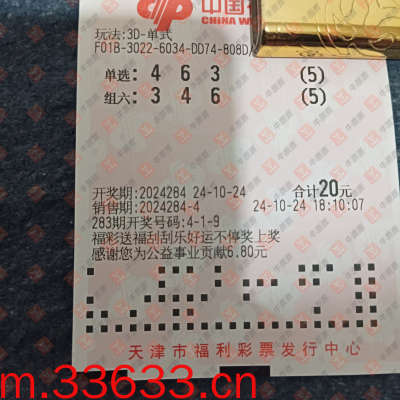 中国福
CHINA W
玩法:3D-单式
F01B-3022-6034-DD74-808D
单选: 4 6 3 (5)
组六: 3 4 6 (5)
开奖期:2024284 24-10-24 合计20元
销售期:2024284-4 24-10-24 18:10:07
283期开奖号码:4-1-9
福彩送福刮刮乐好运不停奖上奖
感谢您为公益事业贡献6.80元
天津市福利彩票发行中心
m.33633.cn